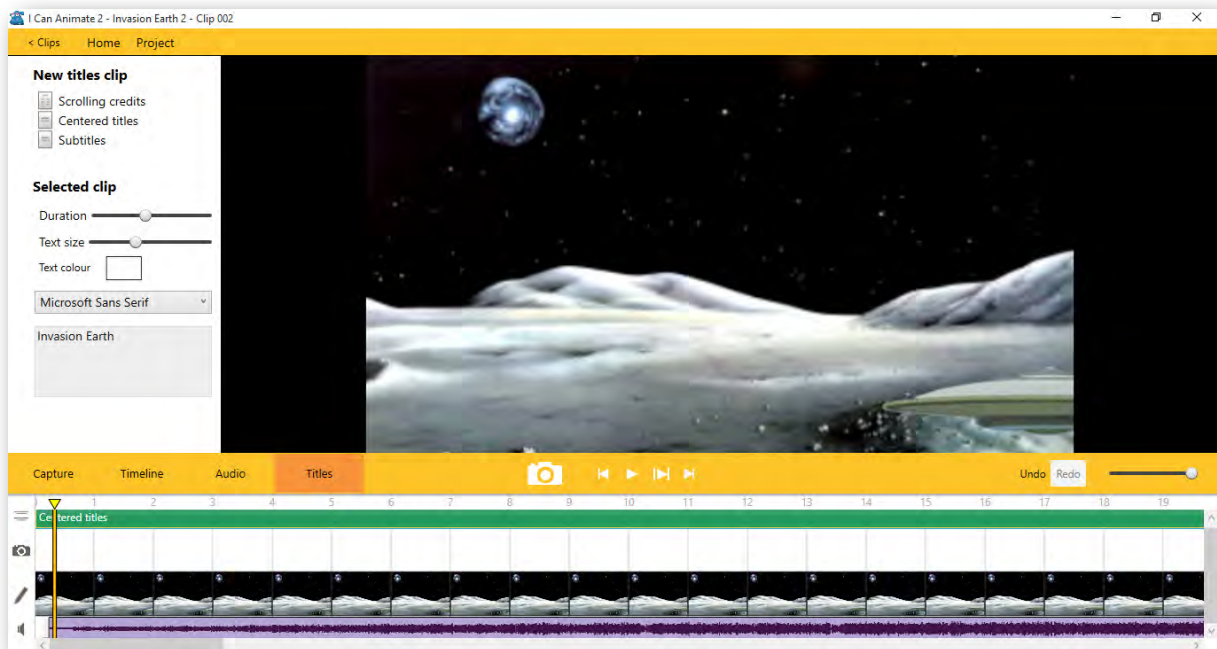 I Can Animate 2 - Invasion Earth 2 - Clip 002
< Clips Home Project
New titles clip
Scrolling credits
Centered titles
Subtitles
Selected clip
Duration
Text size
Text colour
Microsoft Sans Serif
Invasion Earth
Capture Timeline Audio Titles Undo Redo
1 2 3 4 5 6 7 8 9 10 11 12 13 14 15 16 17 18 19
Centered titles